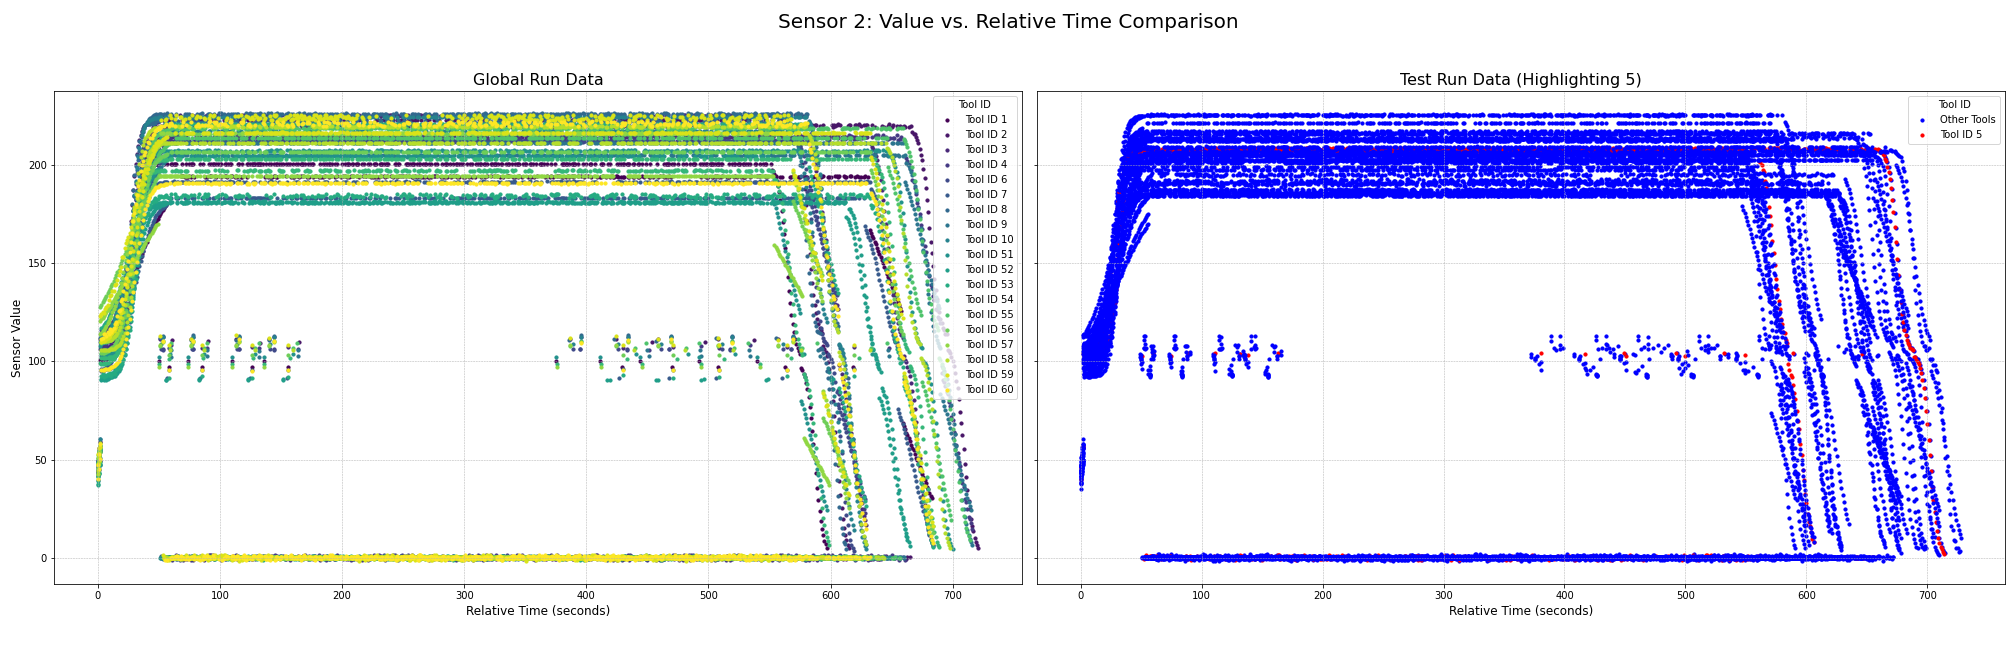 Sensor 2: Value vs. Relative Time Comparison
Global Run Data
Sensor Value
200
150
100
50
0
0 100 200 300 400 500 600 700
Relative Time (seconds)
Tool ID
Tool ID 1
Tool ID 2
Tool ID 3
Tool ID 4
Tool ID 6
Tool ID 7
Tool ID 8
Tool ID 9
Tool ID 10
Tool ID 51
Tool ID 52
Tool ID 53
Tool ID 54
Tool ID 55
Tool ID 56
Tool ID 57
Tool ID 58
Tool ID 59
Tool ID 60
Test Run Data (Highlighting 5)
Tool ID
Other Tools
Tool ID 5
0 100 200 300 400 500 600 700
Relative Time (seconds)